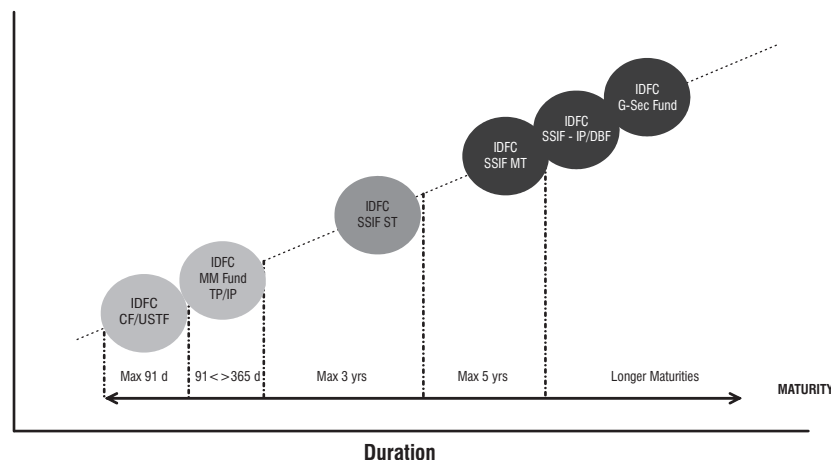 IDFC
G-Sec Fund
IDFC
SSIF - IP/DBF
IDFC
SSIF MT
IDFC
SSIF ST
IDFC
MM Fund
TP/IP
IDFC
CF/USTF
Max 91 d
91<>365 d
Max 3 yrs
Max 5 yrs
Longer Maturities
MATURITY
Duration